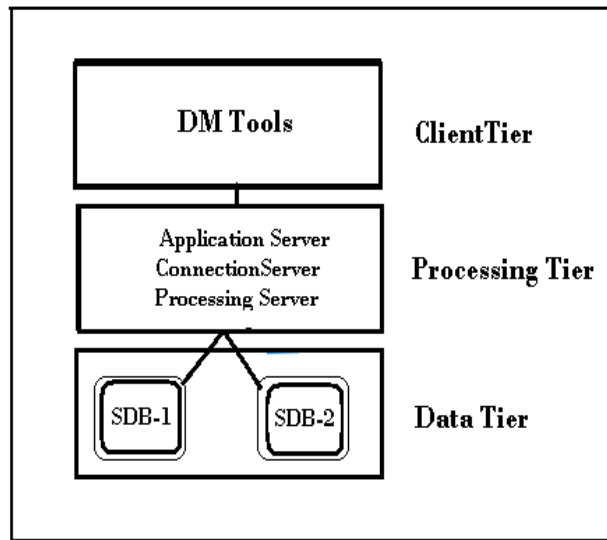 DM Tools
ClientTier
Application Server
ConnectionServer
Processing Server
Processing Tier
SDB-1
SDB-2
Data Tier